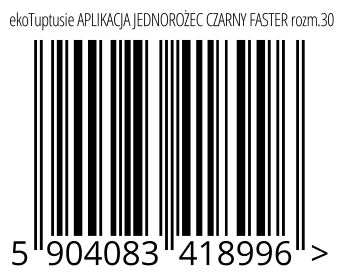 ekoTuptusie APLIKACJA JEDNOROŻEC CZARNY FASTER rozm.30
5 904083 418996 >